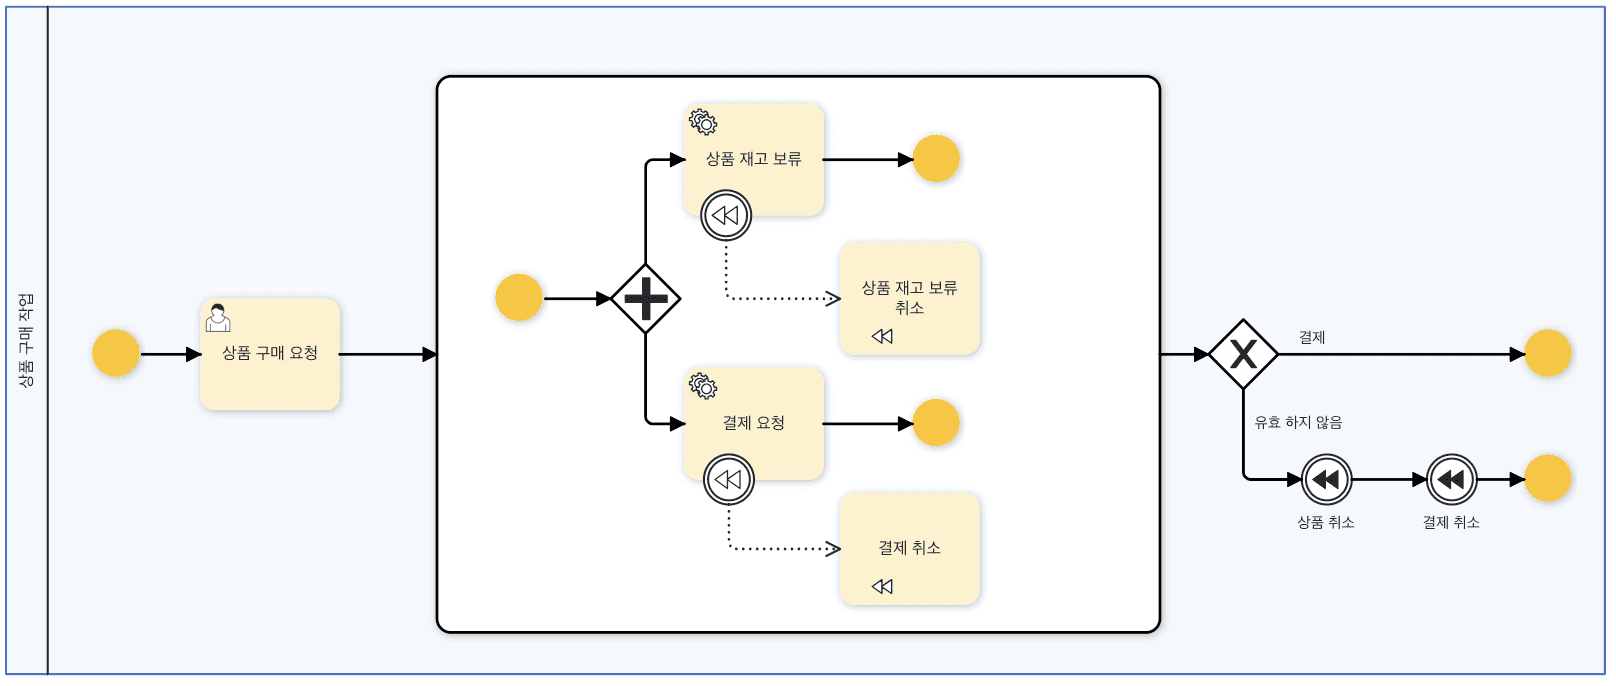 상품 구매 작업
상품 구매 요청
상품 재고 보류
상품 재고 보류
취소
결제 요청
결제 취소
결제
유효 하지 않음
상품 취소
결제 취소